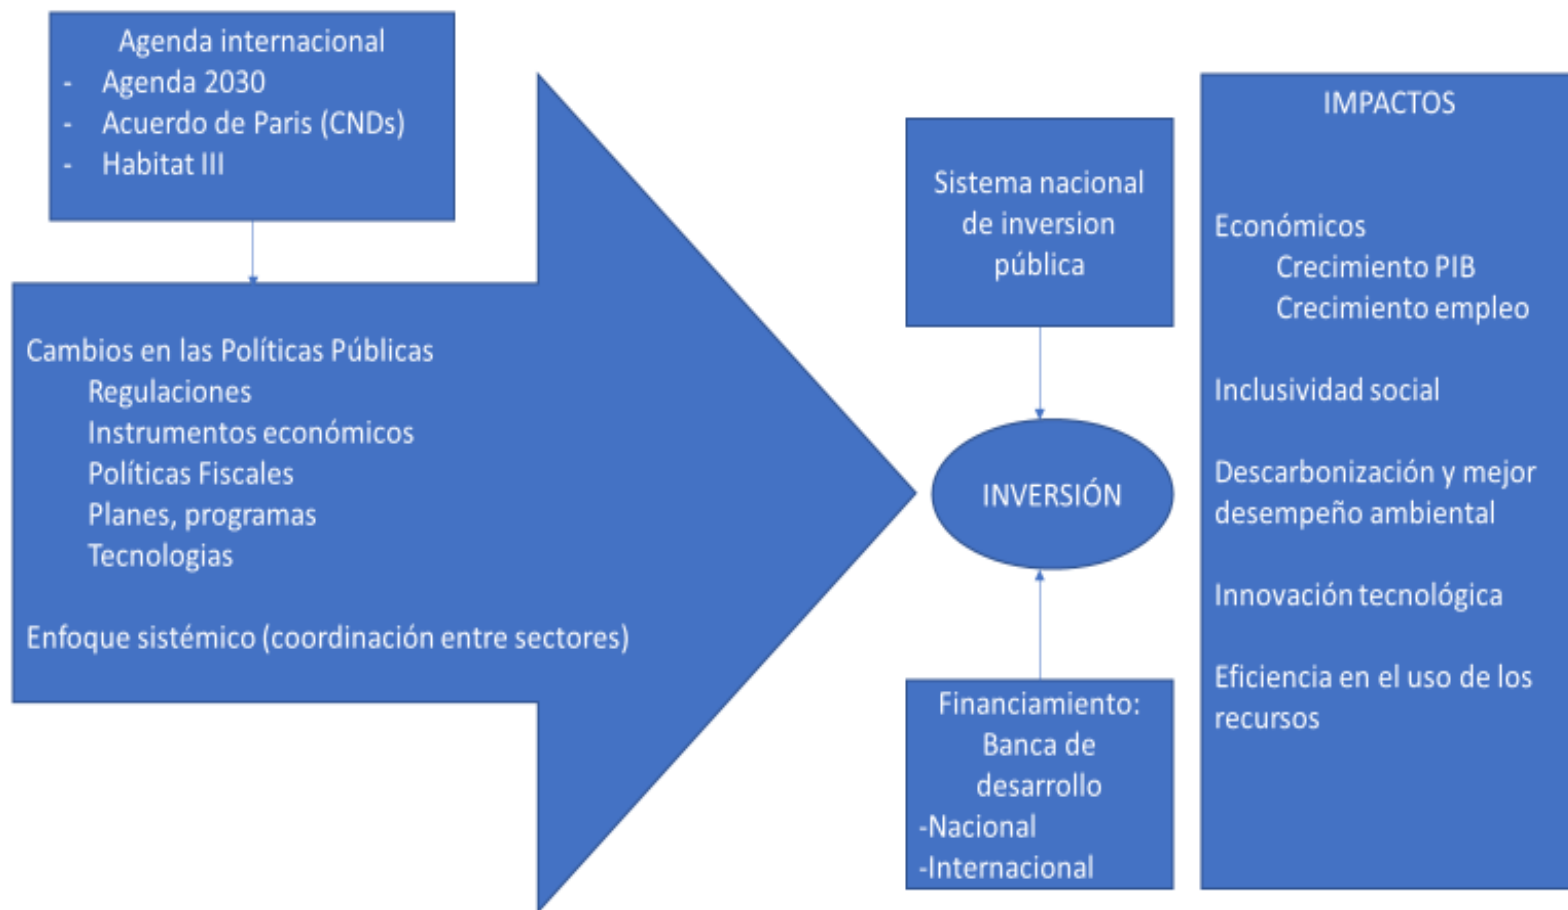 Agenda internacional
- Agenda 2030
- Acuerdo de Paris (CNDs)
- Habitat III
Cambios en las Políticas Públicas
Regulaciones
Instrumentos económicos
Políticas Fiscales
Planes, programas
Tecnologias
Enfoque sistémico (coordinación entre sectores)
Sistema nacional
de inversion
pública
INVERSIÓN
Financiamiento:
Banca de
desarrollo
-Nacional
-Internacional
IMPACTOS
Económicos
Crecimiento PIB
Crecimiento empleo
Inclusividad social
Descarbonización y mejor
desempeño ambiental
Innovación tecnológica
Eficiencia en el uso de los
recursos